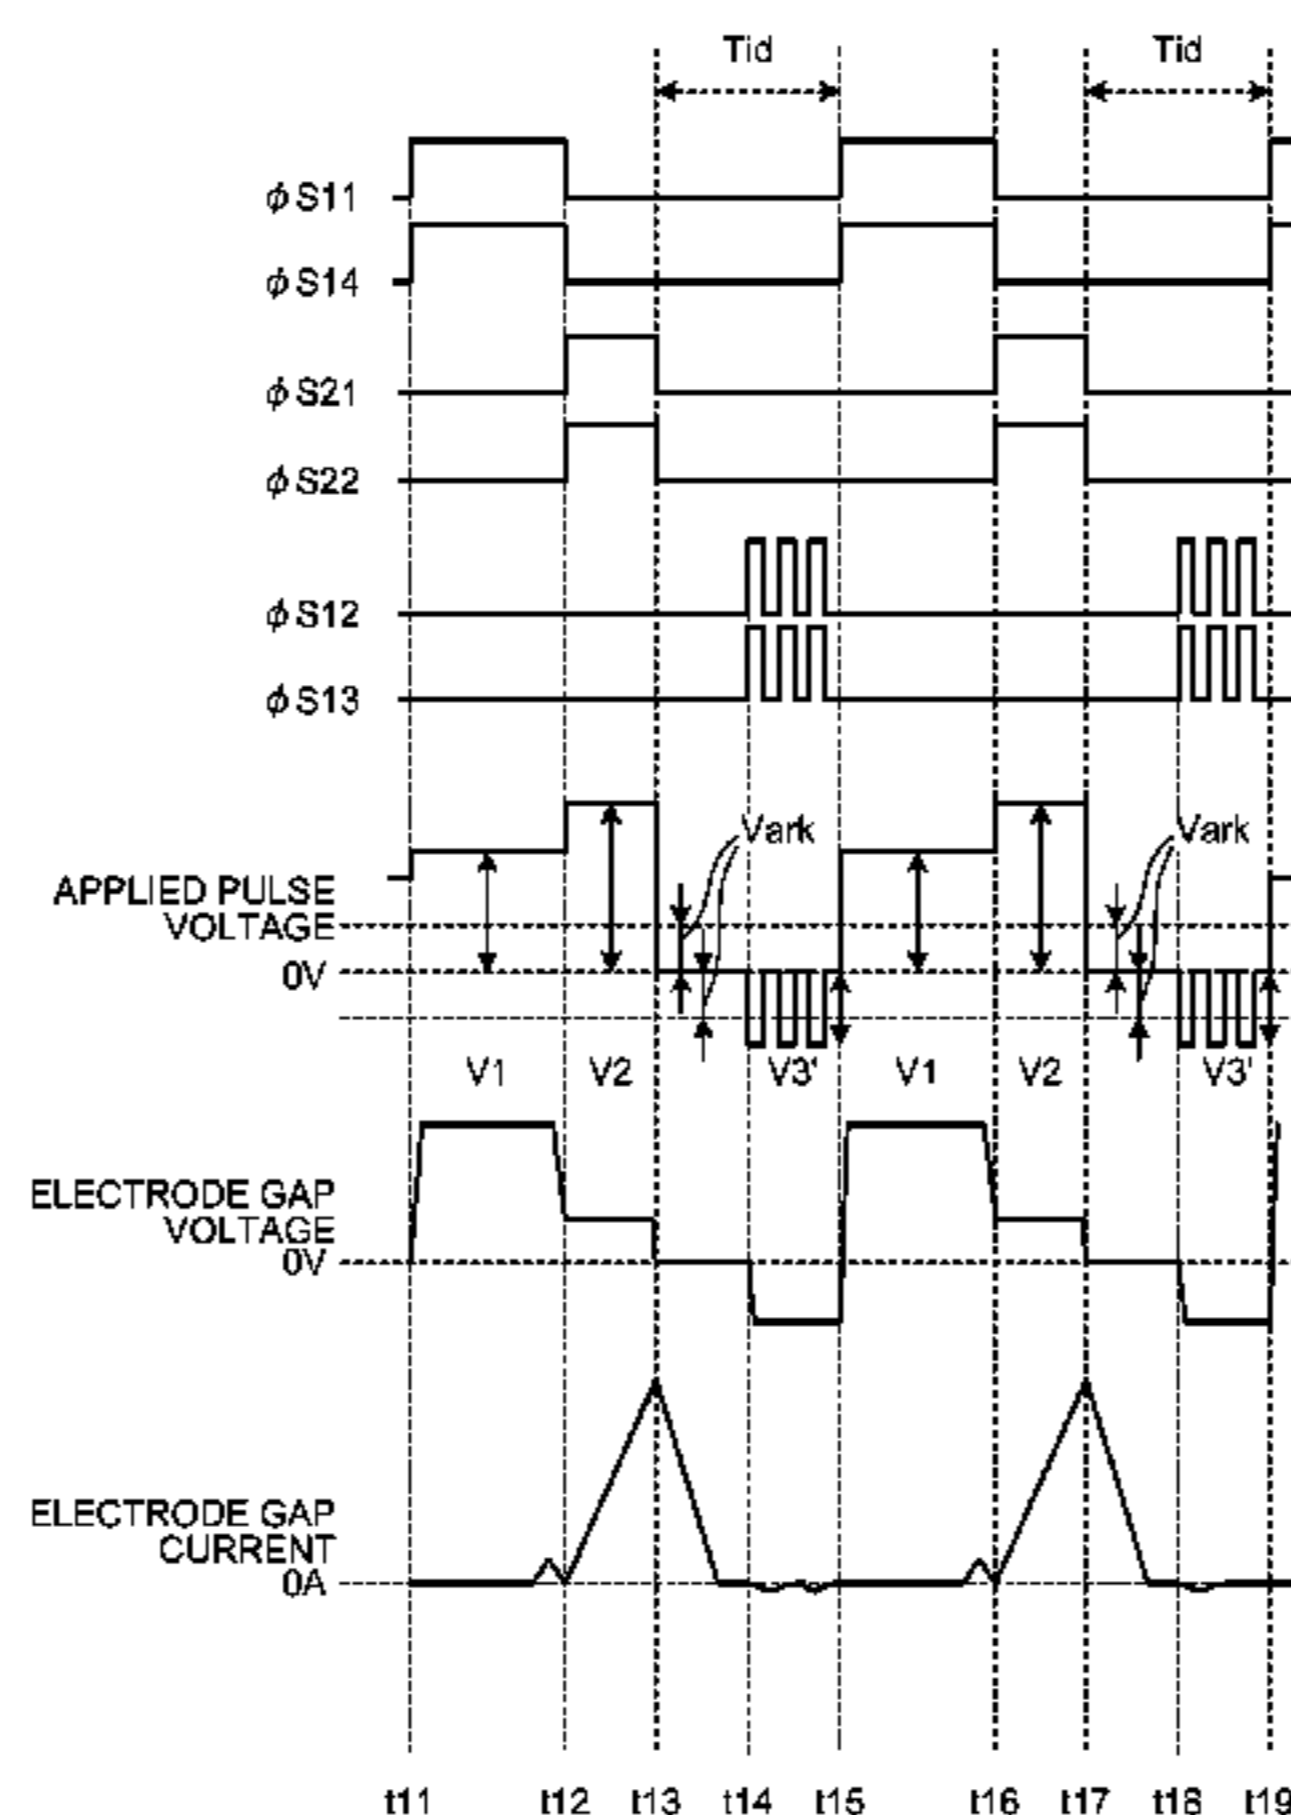 Tid Tid
φS11
φS14
φS21
φS22
φS12
φS13
Vark Vark
APPLIED PULSE
VOLTAGE
0V
V1 V2 V3' V1 V2 V3'
ELECTRODE GAP
VOLTAGE
0V
ELECTRODE GAP
CURRENT
0A
t11 t12 t13 t14 t15 t16 t17 t18 t19